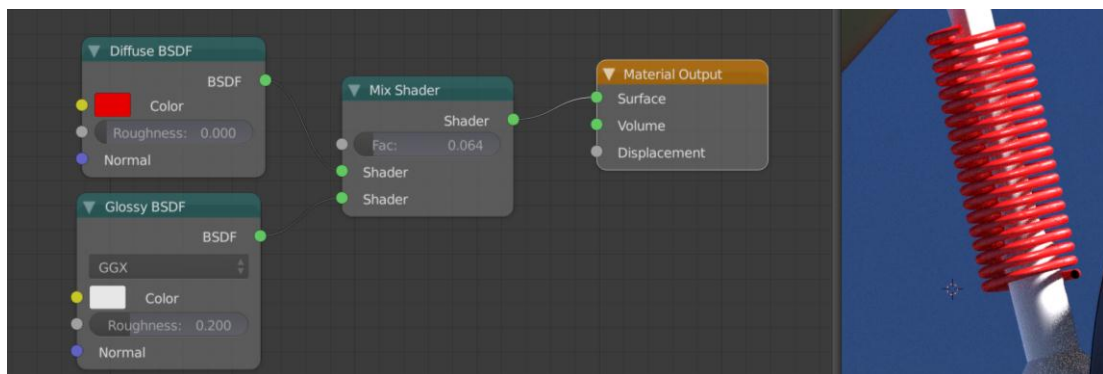 Diffuse BSDF
BSDF
Color
Roughness: 0.000
Normal
Glossy BSDF
BSDF
GGX
Color
Roughness: 0.200
Normal
Mix Shader
Shader
Fac: 0.064
Shader
Shader
Material Output
Surface
Volume
Displacement